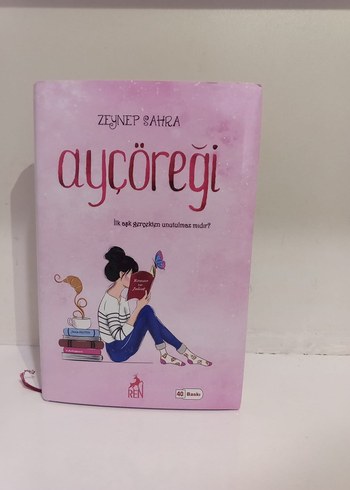 ZEYNEP SAHRA
ayçöreği
İlk aşk gerçekten unutulmaz mıdır?
REN
40 Baskı